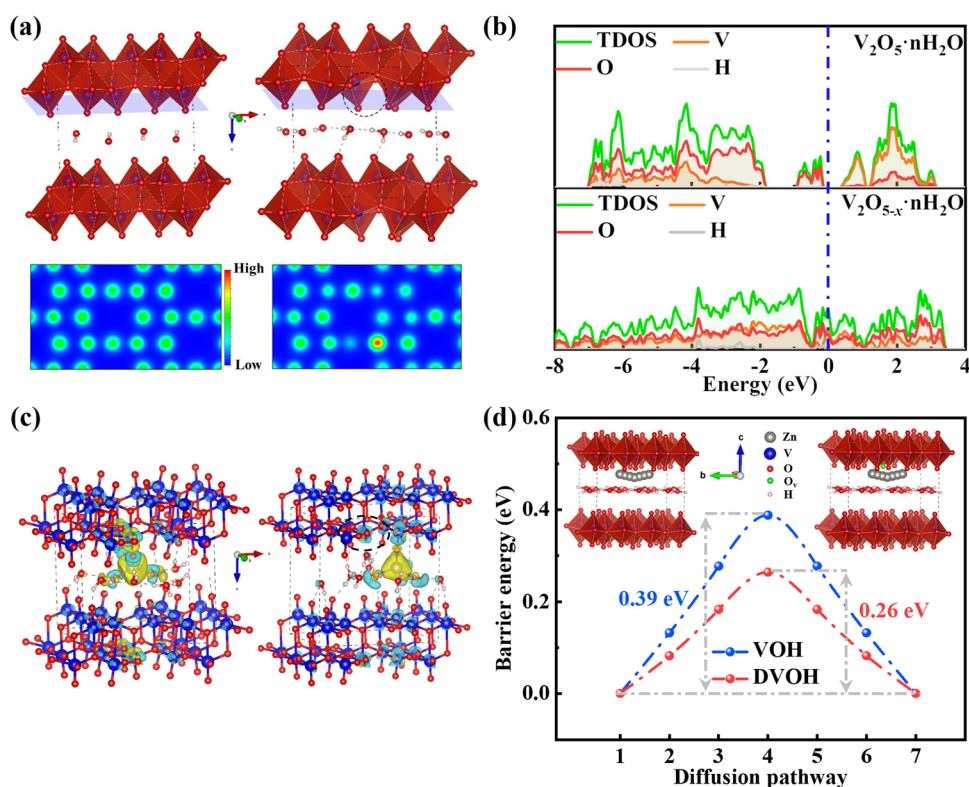 (a)
High
Low
(b)
TDOS V
O H
V₂O₅·nH₂O
TDOS V
O H
V₂O₅₋ₓ·nH₂O
-8 -6 -4 -2 0 2 4
Energy (eV)
(c)
(d)
0.6
0.4
0.2
0.0
Barrier energy (eV)
Zn
V
O
Oᵥ
H
c
b
0.39 eV
0.26 eV
VOH
DVOH
1 2 3 4 5 6 7
Diffusion pathway